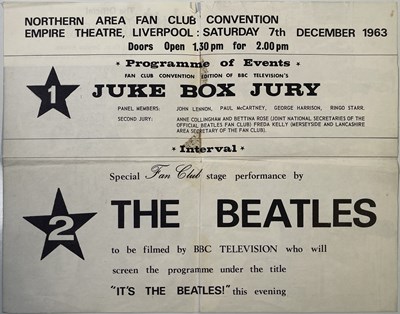 NORTHERN AREA FAN CLUB CONVENTION
EMPIRE THEATRE, LIVERPOOL : SATURDAY 7th DECEMBER 1963
Doors Open 1.30 pm for 2.00 pm
* Programme of Events *
FAN CLUB CONVENTION EDITION OF BBC TELEVISION'S
1 JUKE BOX JURY
PANEL MEMBERS: JOHN LENNON, PAUL McCARTNEY, GEORGE HARRISON, RINGO STARR.
SECOND JURY: ANNE COLLINGHAM AND BETTINA ROSE (JOINT NATIONAL SECRETARIES OF THE
OFFICIAL BEATLES FAN CLUB) FREDA KELLY (MERSEYSIDE AND LANCASHIRE
AREA SECRETARY OF THE FAN CLUB).
* Interval *
Special Fan Club stage performance by
2 THE BEATLES
to be filmed by BBC TELEVISION who will
screen the programme under the title
"IT'S THE BEATLES!" this evening